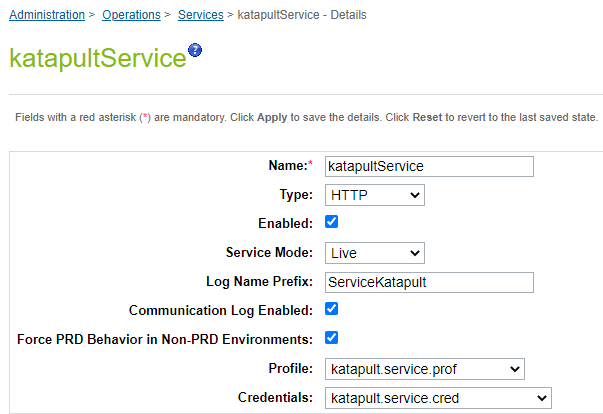 Administration > Operations > Services > katapultService - Details
katapultService ?
Fields with a red asterisk (*) are mandatory. Click Apply to save the details. Click Reset to revert to the last saved state.
Name:* katapultService
Type: HTTP
Enabled:
Service Mode: Live
Log Name Prefix: ServiceKatapult
Communication Log Enabled:
Force PRD Behavior in Non-PRD Environments:
Profile: katapult.service.prof
Credentials: katapult.service.cred